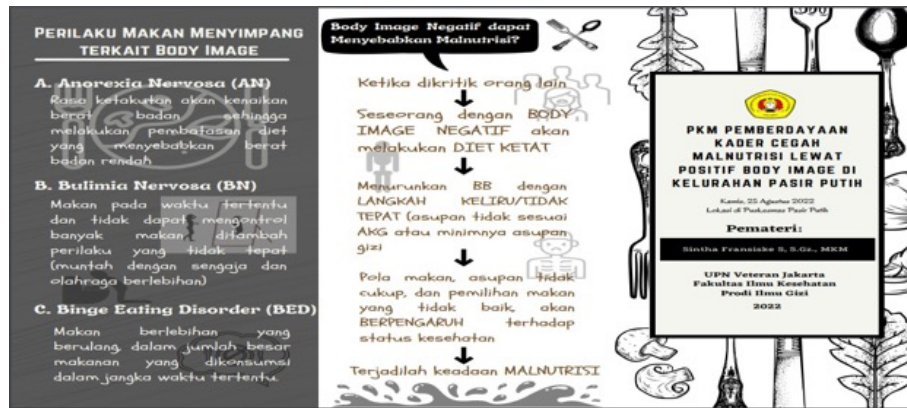 PERILAKU MAKAN MENYIMPANG
TERKAIT BODY IMAGE
A. Anorexia Nervosa (AN)
Rasa ketakutan akan kenaikan
berat badan sehingga
melakukan pembatasan diet
yang menyebabkan berat
badan rendah
B. Bulimia Nervosa (BN)
Makan pada waktu tertentu
dan tidak dapat mengontrol
banyak makan ditambah
perilaku yang tidak tepat
(muntah dengan sengaja dan
olahraga berlebihan)
C. Binge Eating Disorder (BED)
Makan berlebihan yang
berulang, dalam jumlah besar
makanan yang dikonsumsi
dalam jangka waktu tertentu.
Body Image Negatif dapat
Menyebabkan Malnutrisi?
Ketika dikritik orang lain
Seseorang dengan BODY
IMAGE NEGATIF akan
melakukan DIET KETAT
Menurunkan BB dengan
LANGKAH KELIRU/TIDAK
TEPAT (asupan tidak sesuai
AKG atau minimnya asupan
gizi
Pola makan, asupan tidak
cukup, dan pemilihan makan
yang tidak baik, akan
BERPENGARUH terhadap
status kesehatan
Terjadilah keadaan MALNUTRISI
PKM PEMBERDAYAAN
KADER CEGAH
MALNUTRISI LEWAT
POSITIF BODY IMAGE DI
KELURAHAN PASIR PUTIH
Kamis, 25 Agustus 2022
Lokasi di Puskesmas Pasir Putih
Pemateri:
Sintha Fransiske S, S.Gz., MKM
UPN Veteran Jakarta
Fakultas Ilmu Kesehatan
Prodi Ilmu Gizi
2022